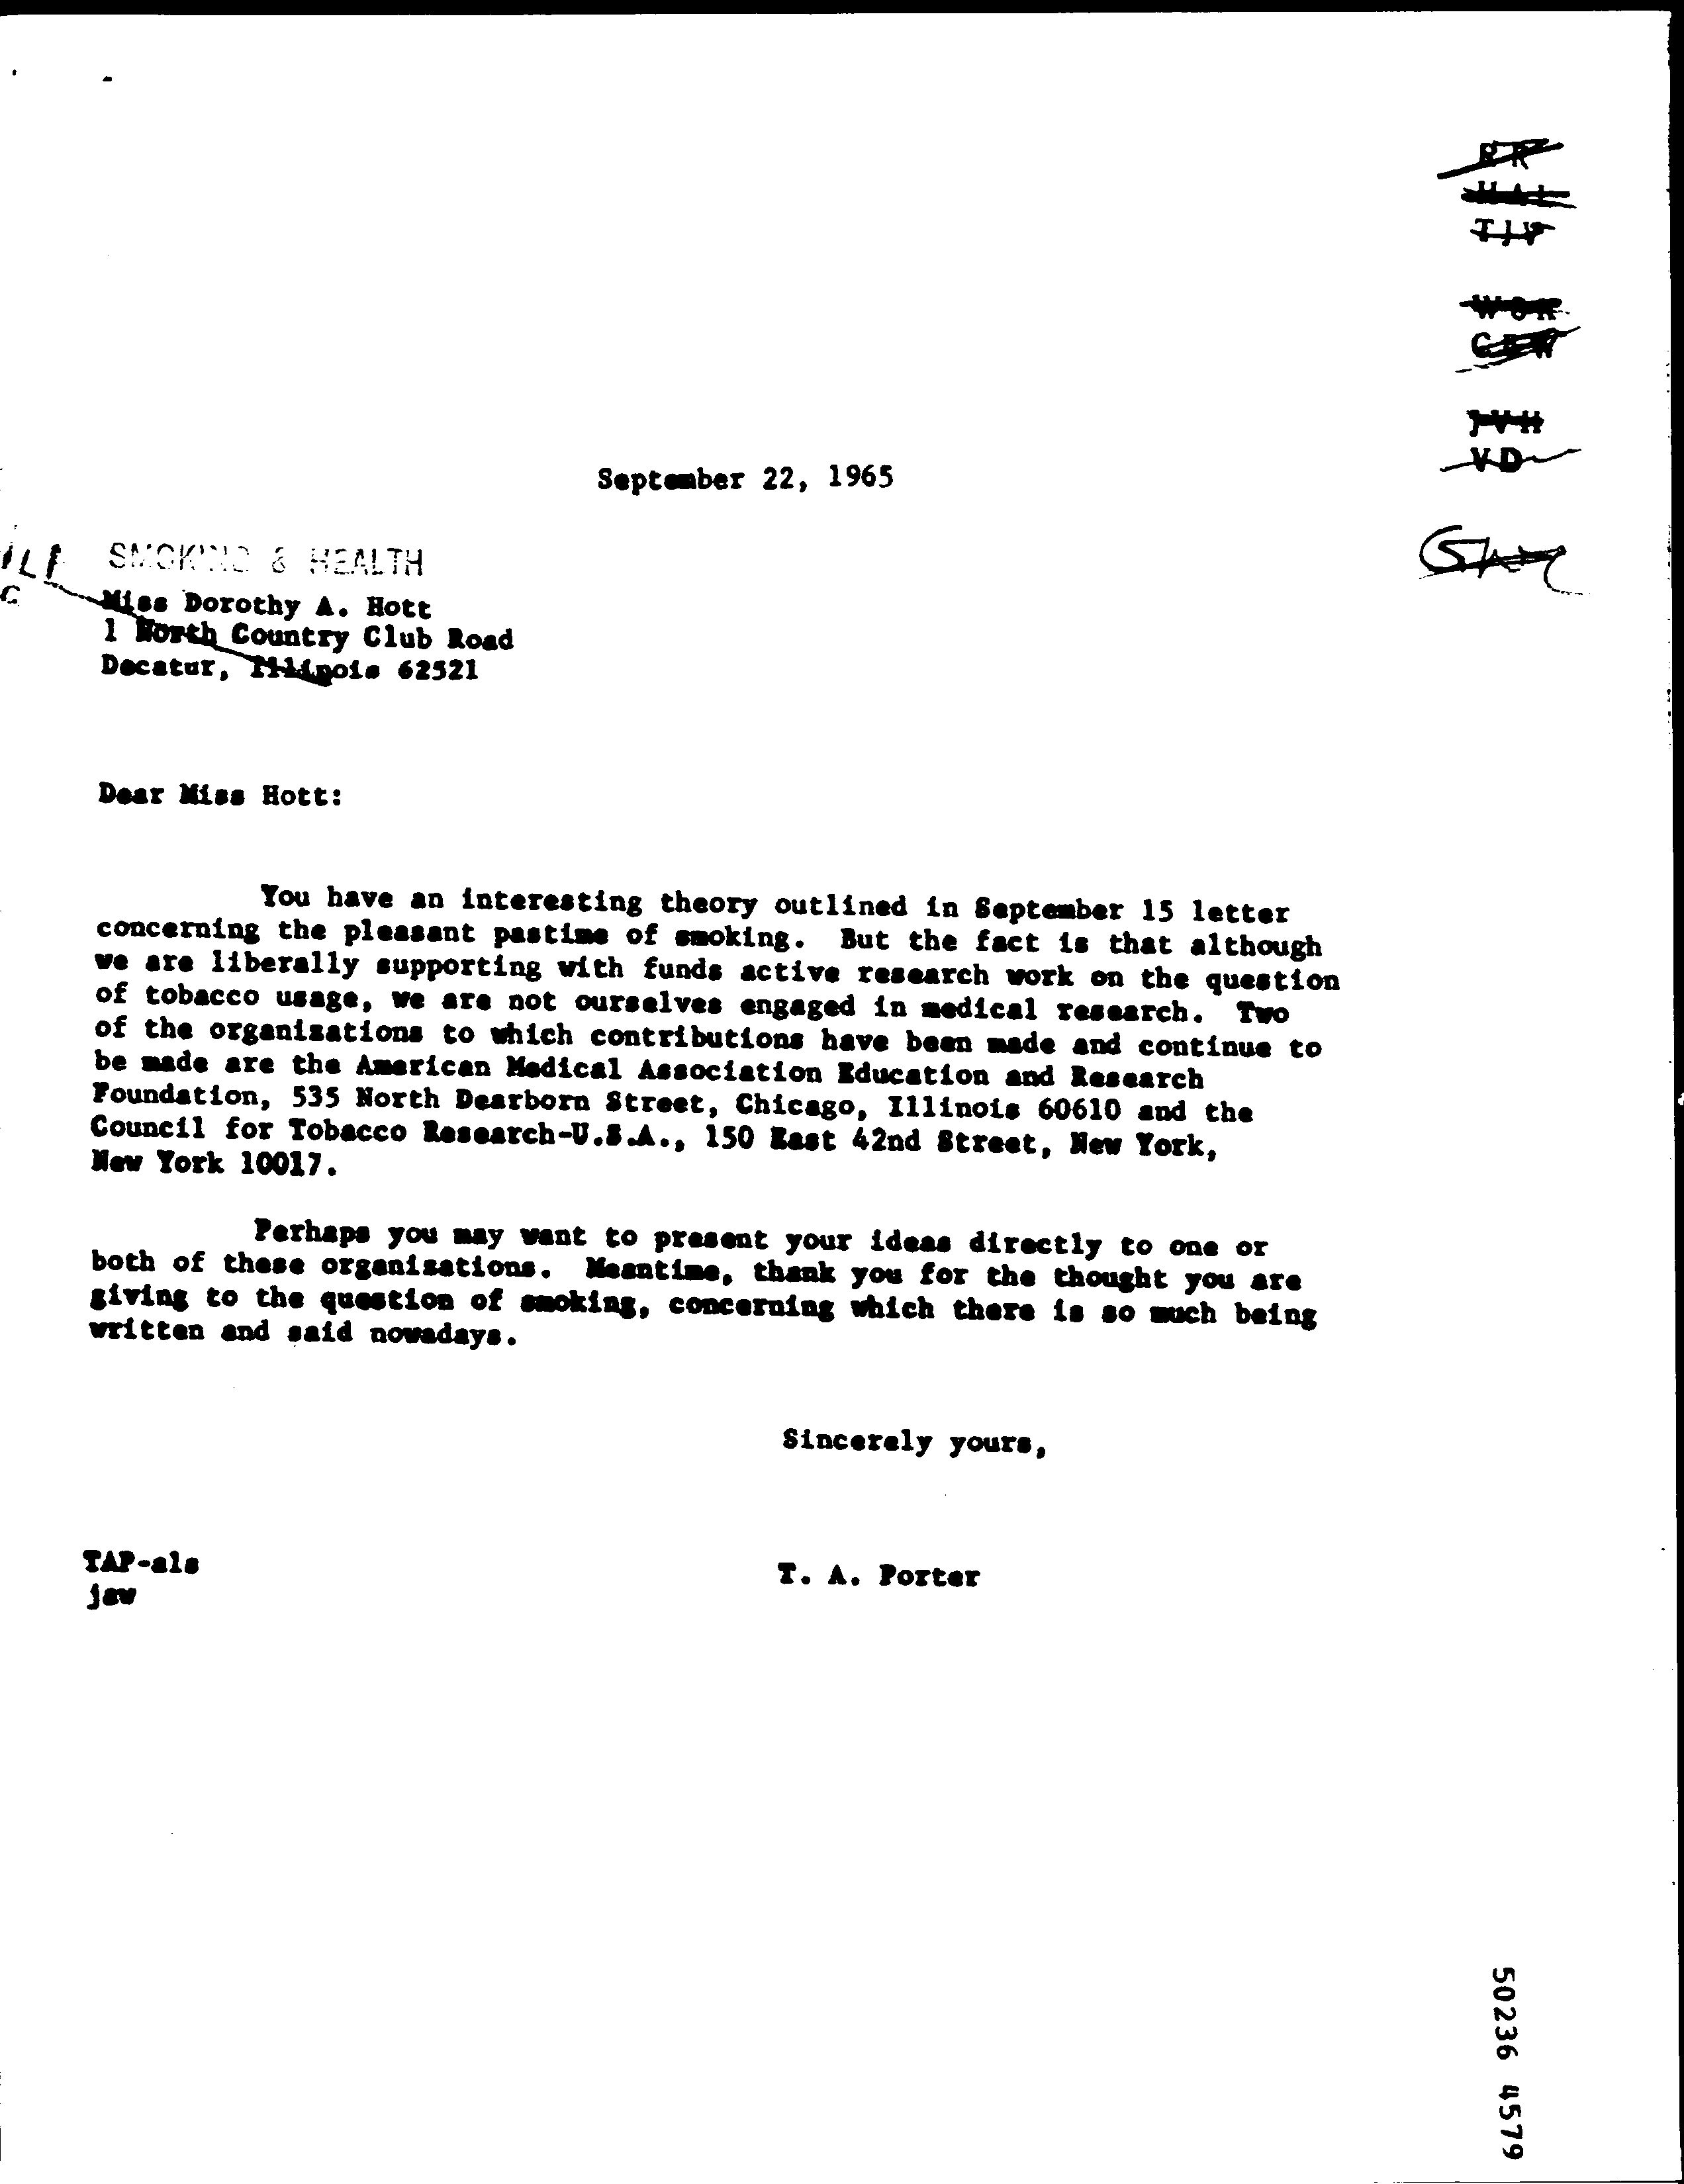 RR
HAL
TJV
WSK
GEW
JVH
VD
September 22, 1965
SMOKING & HEALTH
Miss Dorothy A. Hott
1 North Country Club Road
Decatur, Illinois 62521
Dear Miss Hott:
You have an interesting theory outlined in September 15 letter
concerning the pleasant pastime of smoking. But the fact is that although
we are liberally supporting with funds active research work on the question
of tobacco usage, we are not ourselves engaged in medical research. Two
of the organizations to which contributions have been made and continue to
be made are the American Medical Association Education and Research
Foundation, 535 North Dearborn Street, Chicago, Illinois 60610 and the
Council for Tobacco Research-U.S.A., 150 East 42nd Street, New York,
New York 10017.
Perhaps you may want to present your ideas directly to one or
both of these organizations. Meantime, thank you for the thought you are
giving to the question of smoking, concerning which there is so much being
written and said nowadays.
Sincerely yours,
TAP-als
jsw
T. A. Porter
50236 4579